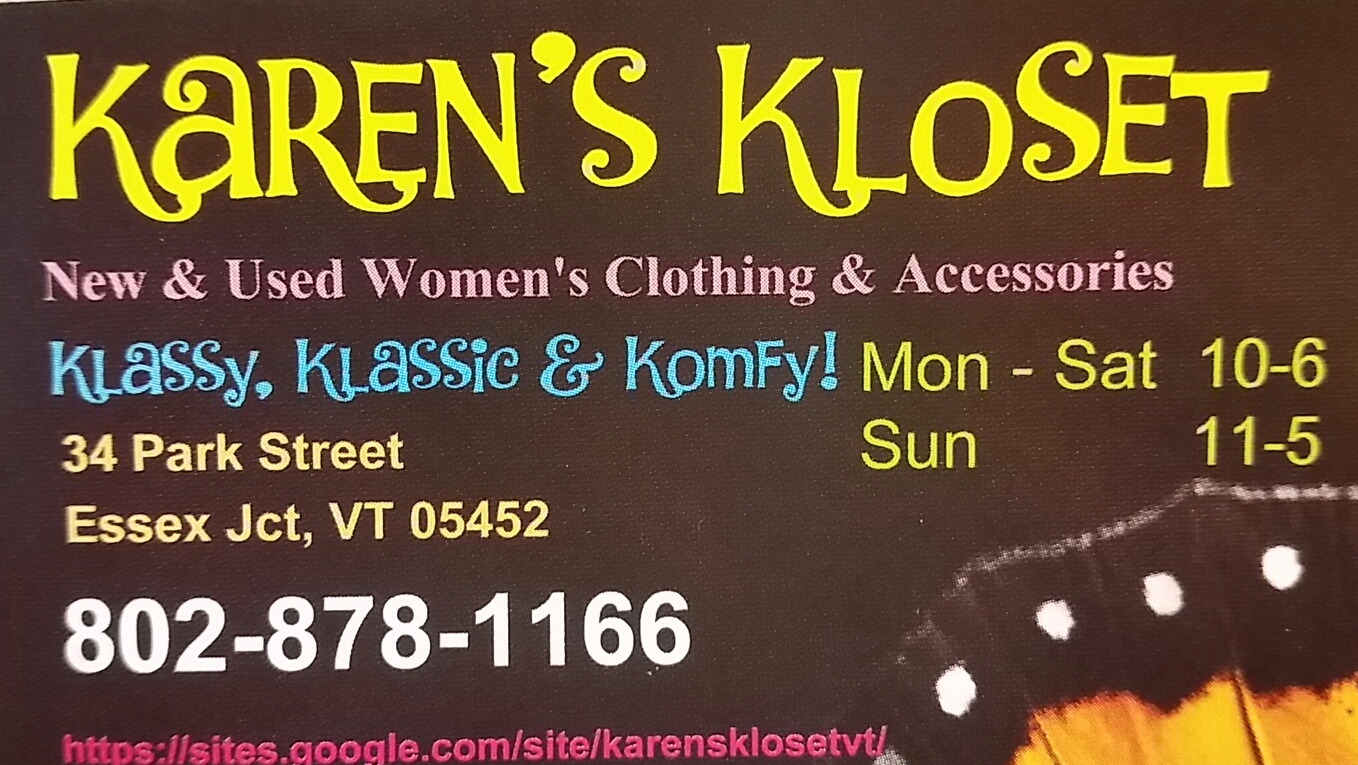 KaREN'S KLOSET
New & Used Women's Clothing & Accessories
KLassy, KLassic & KomFy! Mon - Sat 10-6
Sun 11-5
34 Park Street
Essex Jct, VT 05452
802-878-1166
https://sites.google.com/site/karensklosetvt/